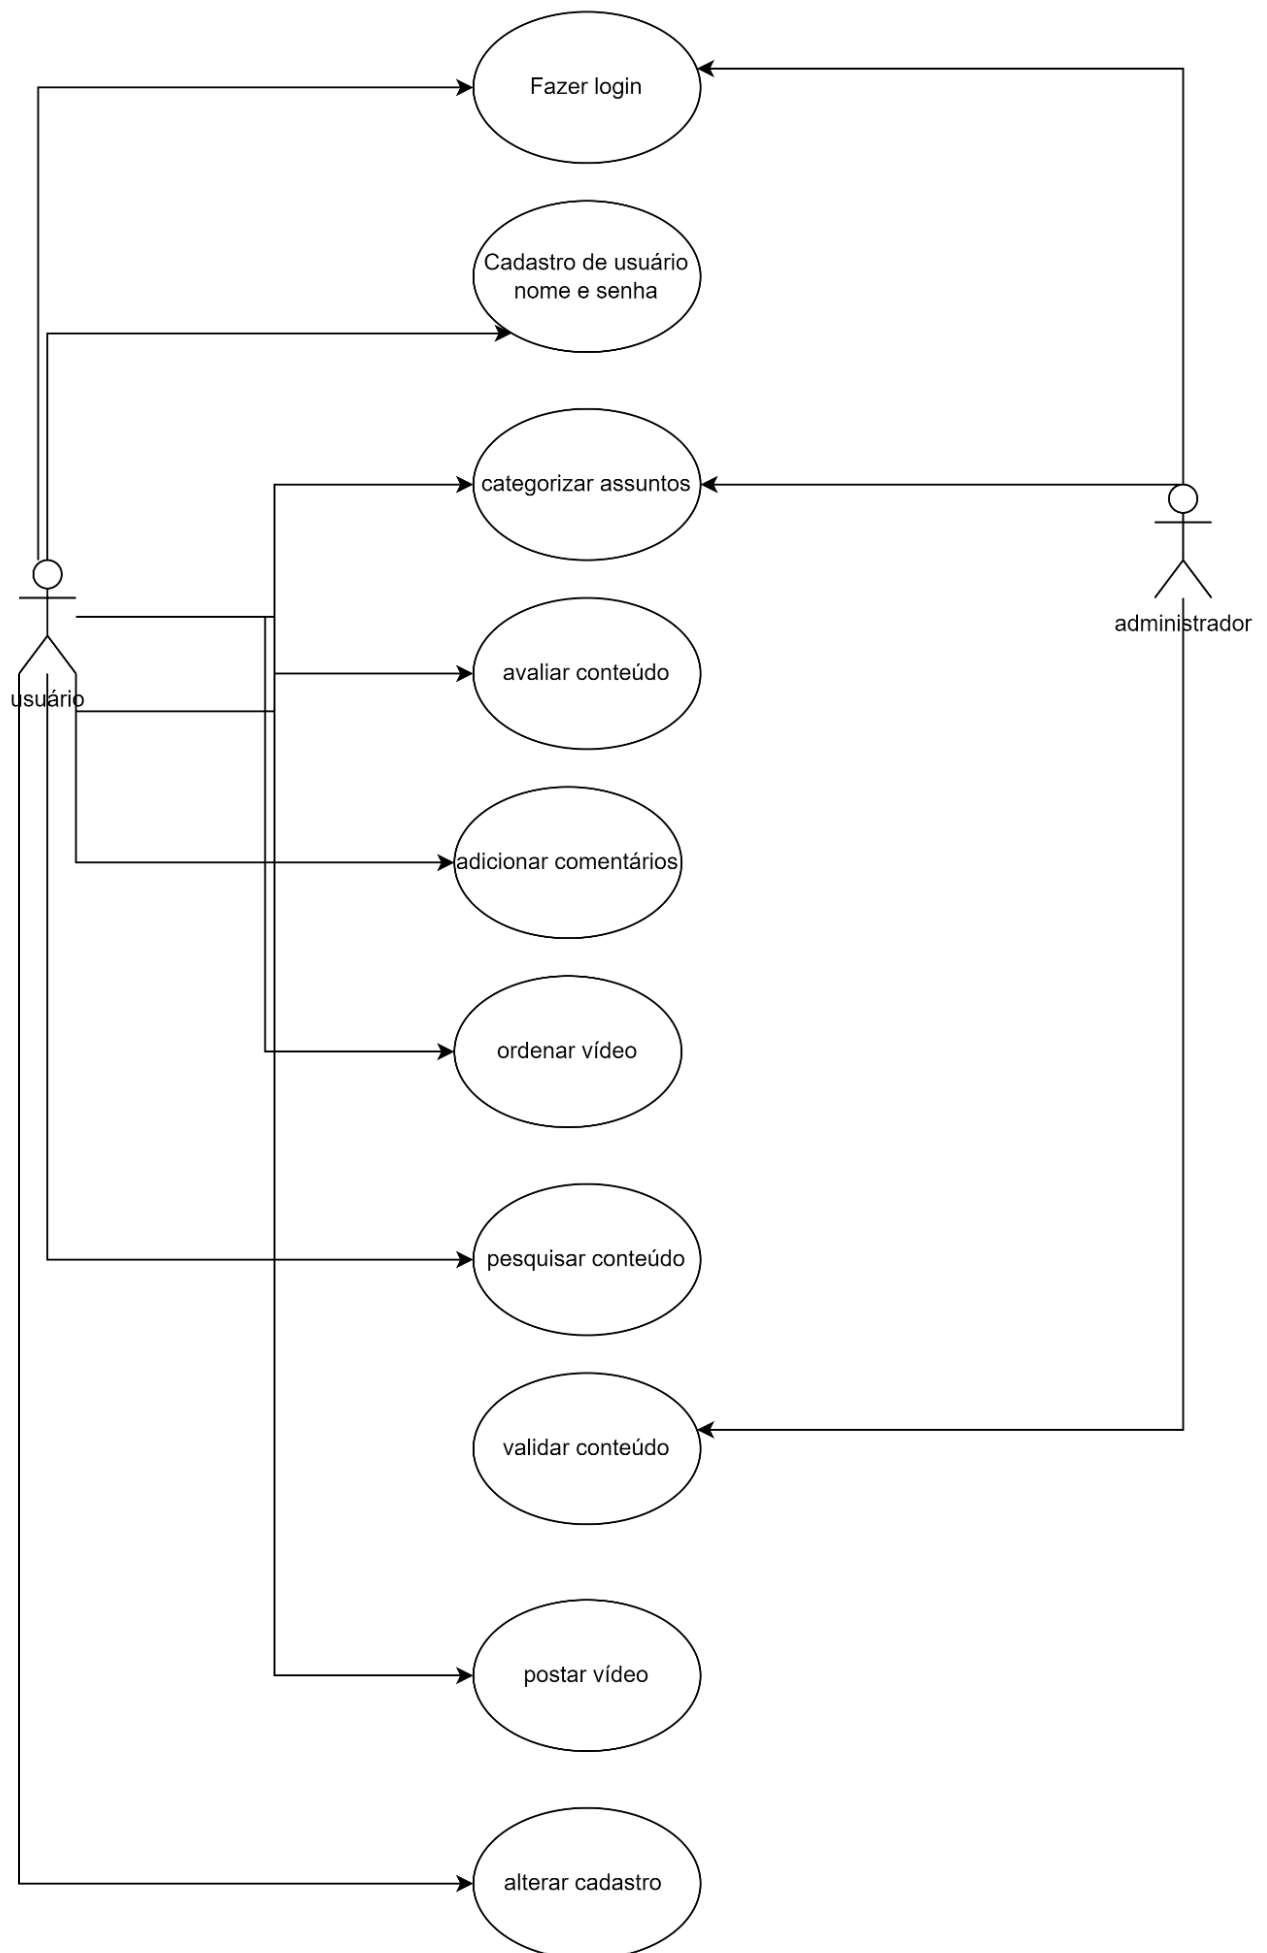 Fazer login
Cadastro de usuário
nome e senha
categorizar assuntos
administrador
avaliar conteúdo
usuário
adicionar comentários
ordenar vídeo
pesquisar conteúdo
validar conteúdo
postar vídeo
alterar cadastro